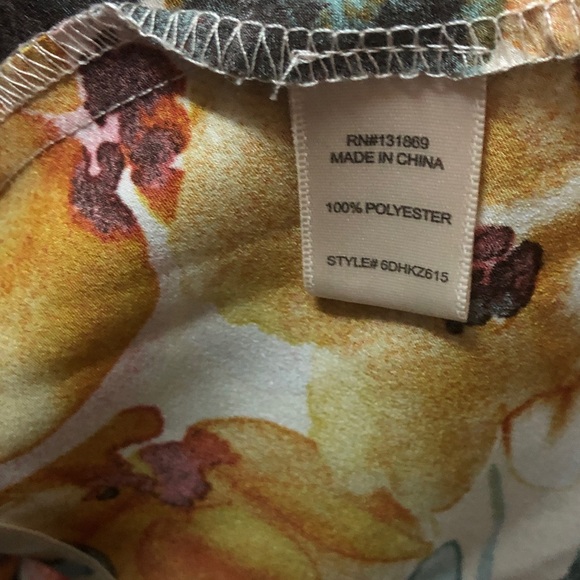 RN#131869
MADE IN CHINA
100% POLYESTER
STYLE# 6DHKZ615